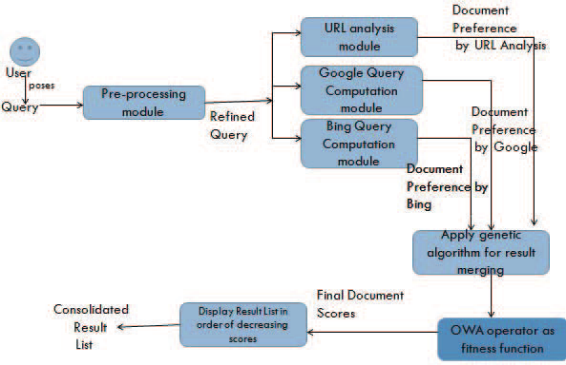 User
poses
Query
Pre-processing
module
Refined
Query
URL analysis
module
Google Query
Computation
module
Bing Query
Computation
module
Document
Preference
by URL Analysis
Document
Preference
by Google
Document
Preference by
Bing
Apply genetic
algorithm for result
merging
OWA operator as
fitness function
Final Document
Scores
Display Result List in
order of decreasing
scores
Consolidated
Result
List